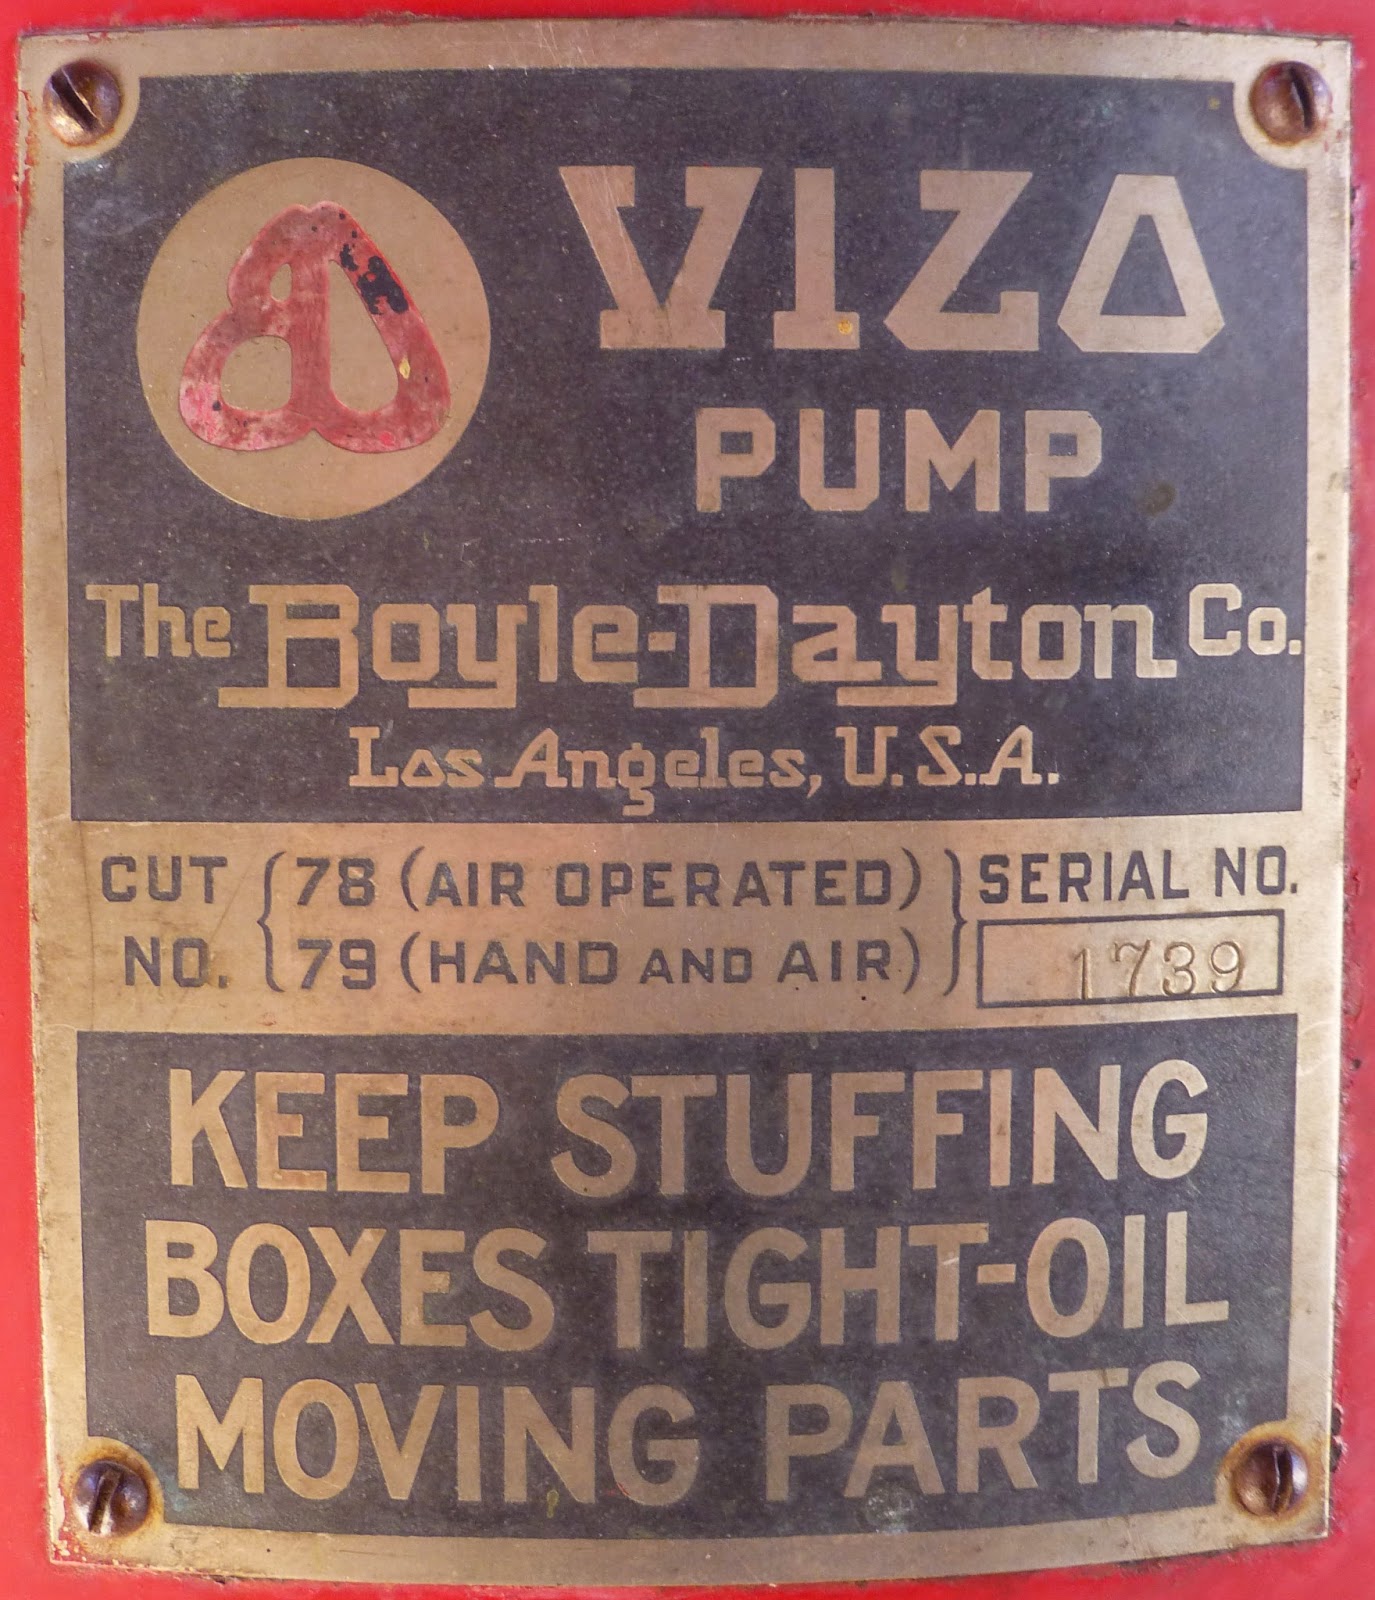 VIZO
PUMP
The Boyle-Dayton Co.
Los Angeles, U.S.A.
CUT NO. { 78 (AIR OPERATED) }
79 (HAND AND AIR)
SERIAL NO.
1739
KEEP STUFFING
BOXES TIGHT-OIL
MOVING PARTS